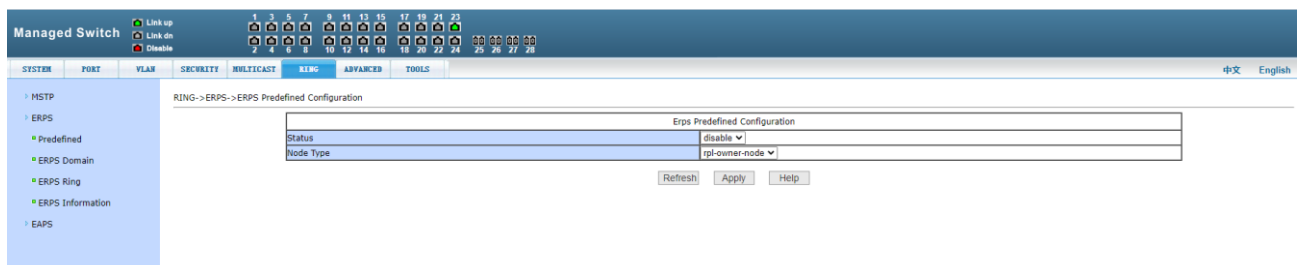 Managed Switch
Link up
Link dn
Disable
1 3 5 7 9 11 13 15 17 19 21 23
2 4 6 8 10 12 14 16 18 20 22 24 25 26 27 28
SYSTEM PORT VLAN SECURITY MULTICAST RING ADVANCED TOOLS 中文 English
MSTP
ERPS
Predefined
ERPS Domain
ERPS Ring
ERPS Information
EAPS
RING->ERPS->ERPS Predefined Configuration
Erps Predefined Configuration
Status disable
Node Type rpl-owner-node
Refresh Apply Help